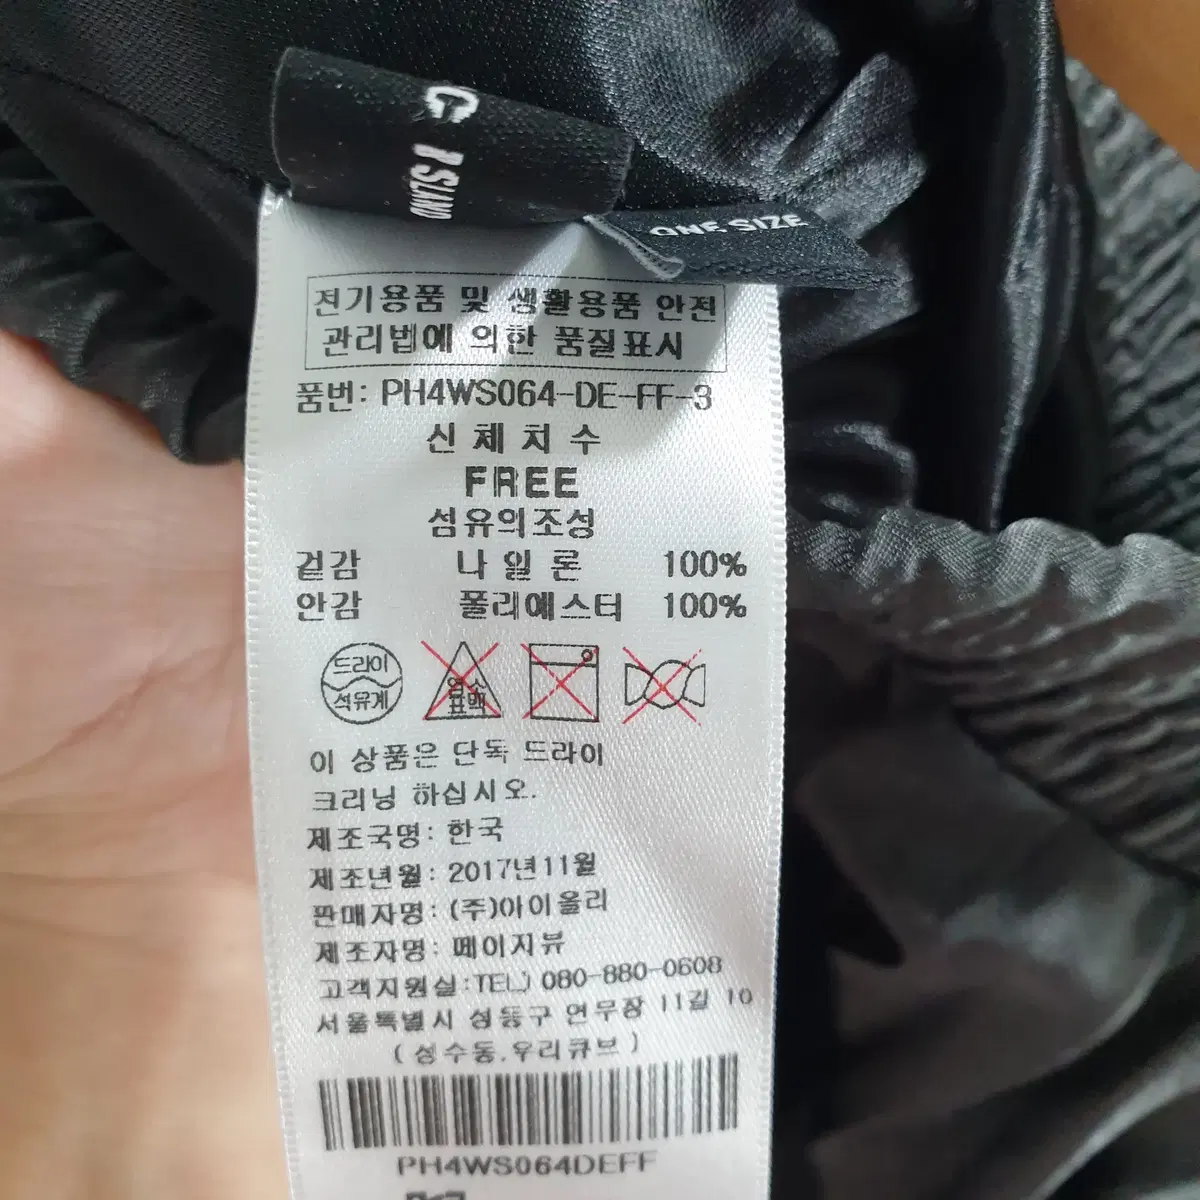 G
ISLAND
ONE SIZE
전기용품 및 생활용품 안전
관리법에 의한 품질표시
품번: PH4WS064-DE-FF-3
신체치수
FREE
섬유의조성
겉감 나일론 100%
안감 폴리에스터 100%
드라이
석유계
염소
표백
이 상품은 단독 드라이
크리닝 하십시오.
제조국명: 한국
제조년월: 2017년11월
판매자명: (주)아이올리
제조자명: 메이지뷰
고객지원실:TEL) 080-880-0608
서울특별시 성동구 연무장 11길 10
(성수동,우리큐브)
PH4WS064DEFF